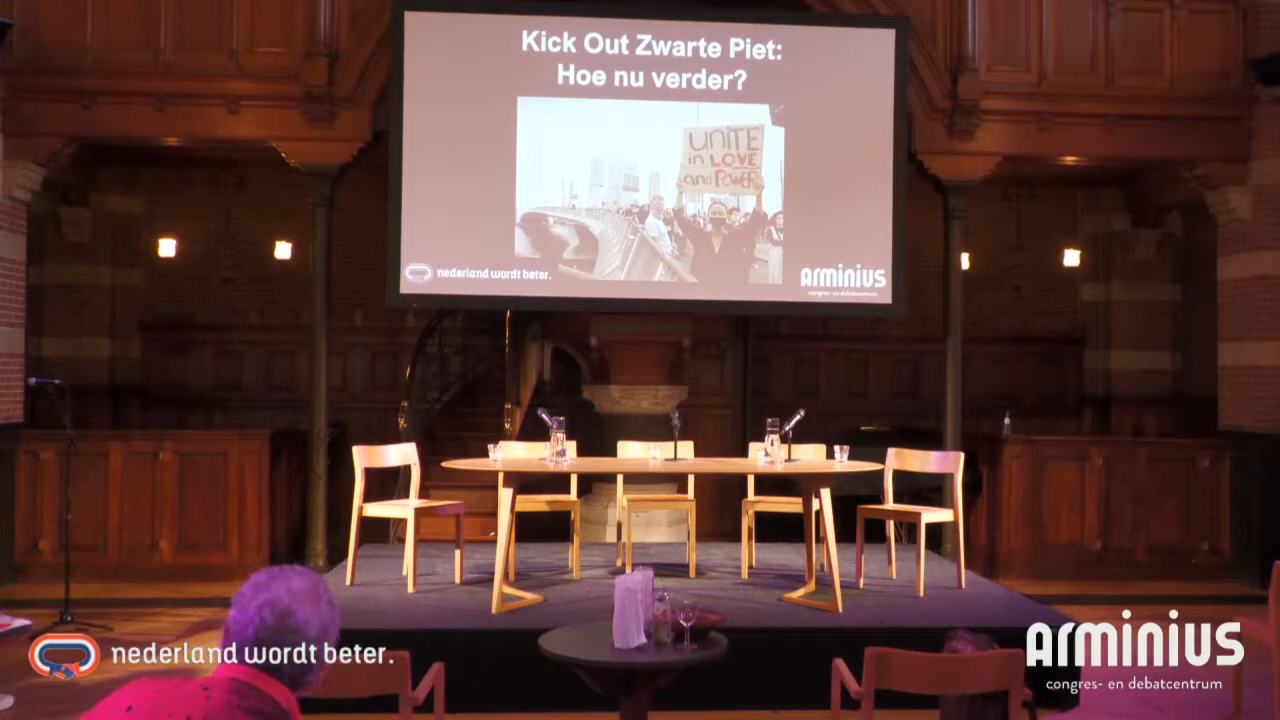 Kick Out Zwarte Piet:
Hoe nu verder?
UNiTE
in LOVE
and POWER
nederland wordt beter.
arminius
congres- en debatcentrum
nederland wordt beter.
arminius
congres- en debatcentrum